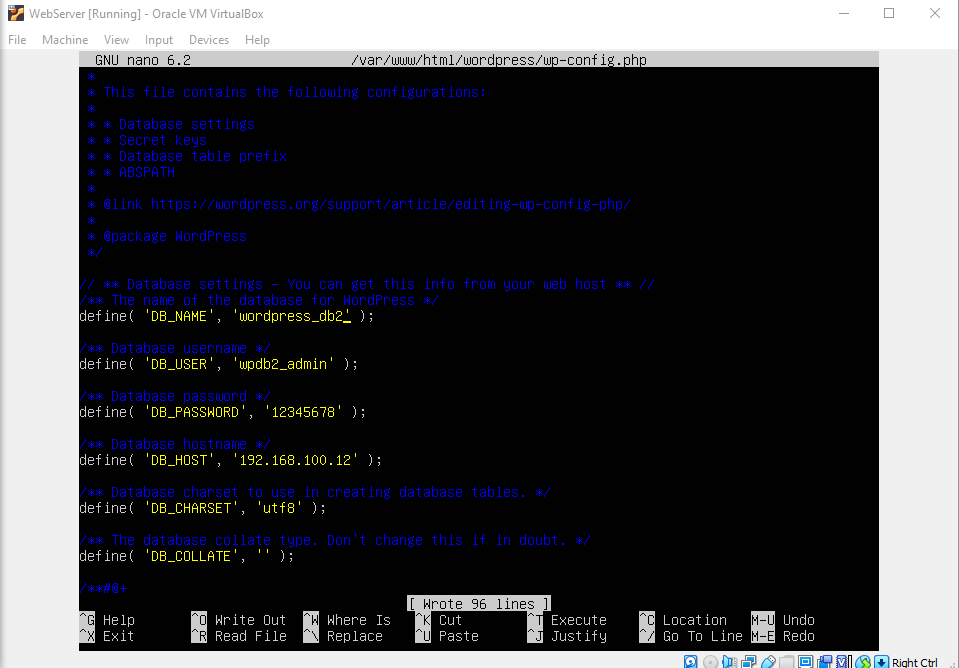 WebServer [Running] - Oracle VM VirtualBox
File Machine View Input Devices Help
GNU nano 6.2 /var/www/html/wordpress/wp-config.php
*
* This file contains the following configurations:
*
* * Database settings
* * Secret keys
* * Database table prefix
* * ABSPATH
*
* @link https://wordpress.org/support/article/editing-wp-config-php/
*
* @package WordPress
*/
// ** Database settings - You can get this info from your web host ** //
/** The name of the database for WordPress */
define( 'DB_NAME', 'wordpress_db2' );
/** Database username */
define( 'DB_USER', 'wpdb2_admin' );
/** Database password */
define( 'DB_PASSWORD', '12345678' );
/** Database hostname */
define( 'DB_HOST', '192.168.100.12' );
/** Database charset to use in creating database tables. */
define( 'DB_CHARSET', 'utf8' );
/** The database collate type. Don't change this if in doubt. */
define( 'DB_COLLATE', '' );
/**#@+
[ Wrote 96 lines ]
^G Help ^O Write Out ^W Where Is ^K Cut ^T Execute ^C Location M-U Undo
^X Exit ^R Read File ^\ Replace ^U Paste ^J Justify ^/ Go To Line M-E Redo
Right Ctrl